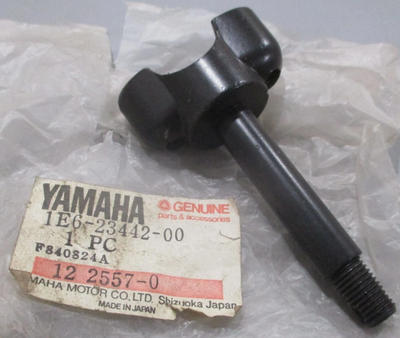 YAMAHA GENUINE
parts & accessories
1E6-23442-00
1 PC
F840824A
12 2557-0
MAHA MOTOR CO., LTD. Shizuoka Japan
MADE IN JAPAN